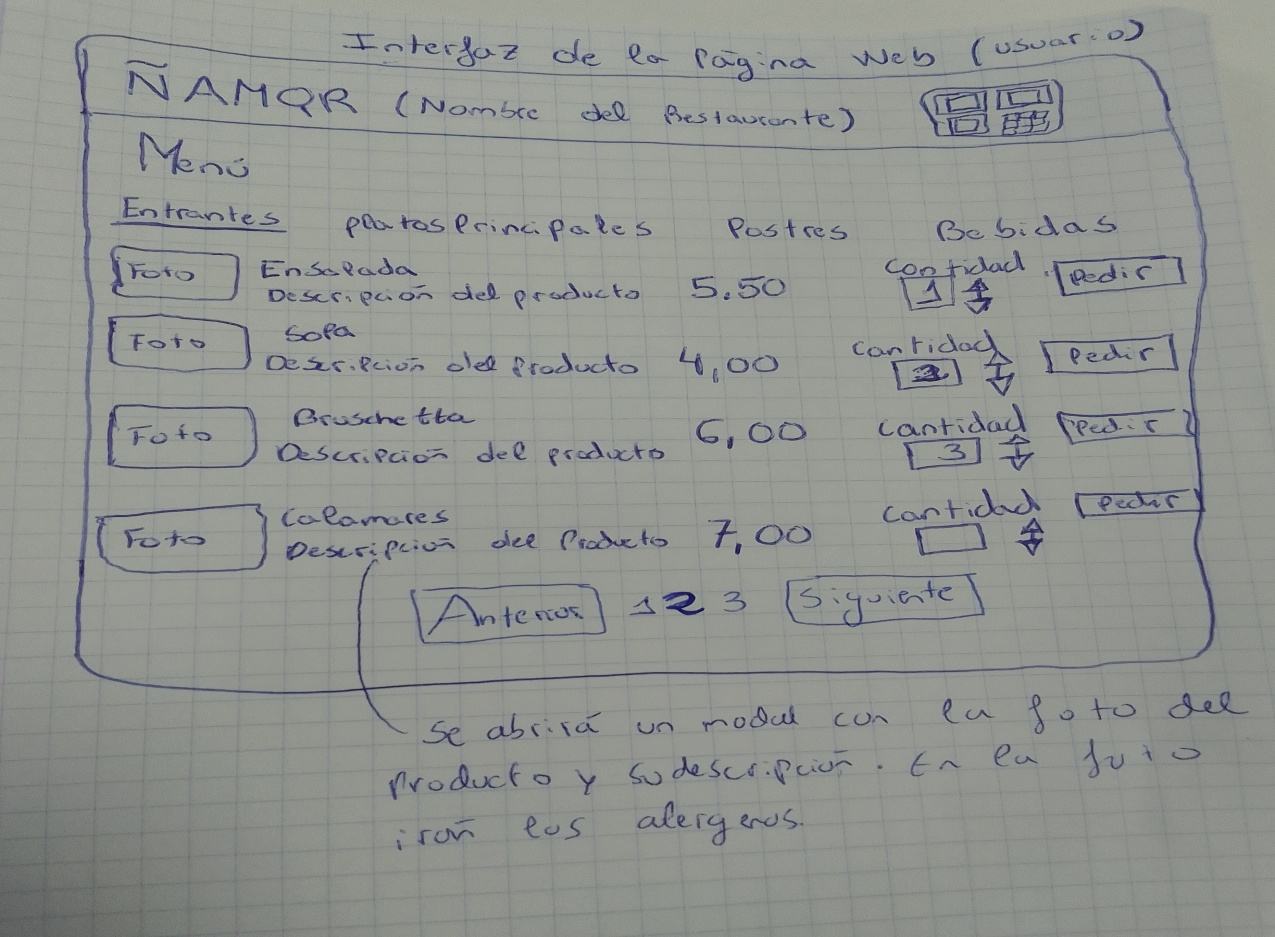 Interfaz de la Página Web (usuario)
ÑAMQR (Nombre del Restaurante)
Menú
Entrantes Platos Principales Postres Bebidas
Foto Ensalada Cantidad Pedir
Descripción del producto 5.50 1
Foto Sopa Cantidad Pedir
Descripción del Producto 4,00 2
Foto Bruschetta Cantidad Pedir
Descripción del producto 6,00 3
Foto Calamares Cantidad Pedir
Descripción del Producto 7,00
Anterior 1 2 3 Siguiente
Se abrirá un modal con la foto del
Producto y su descripción. En la foto
irán los alergenos.